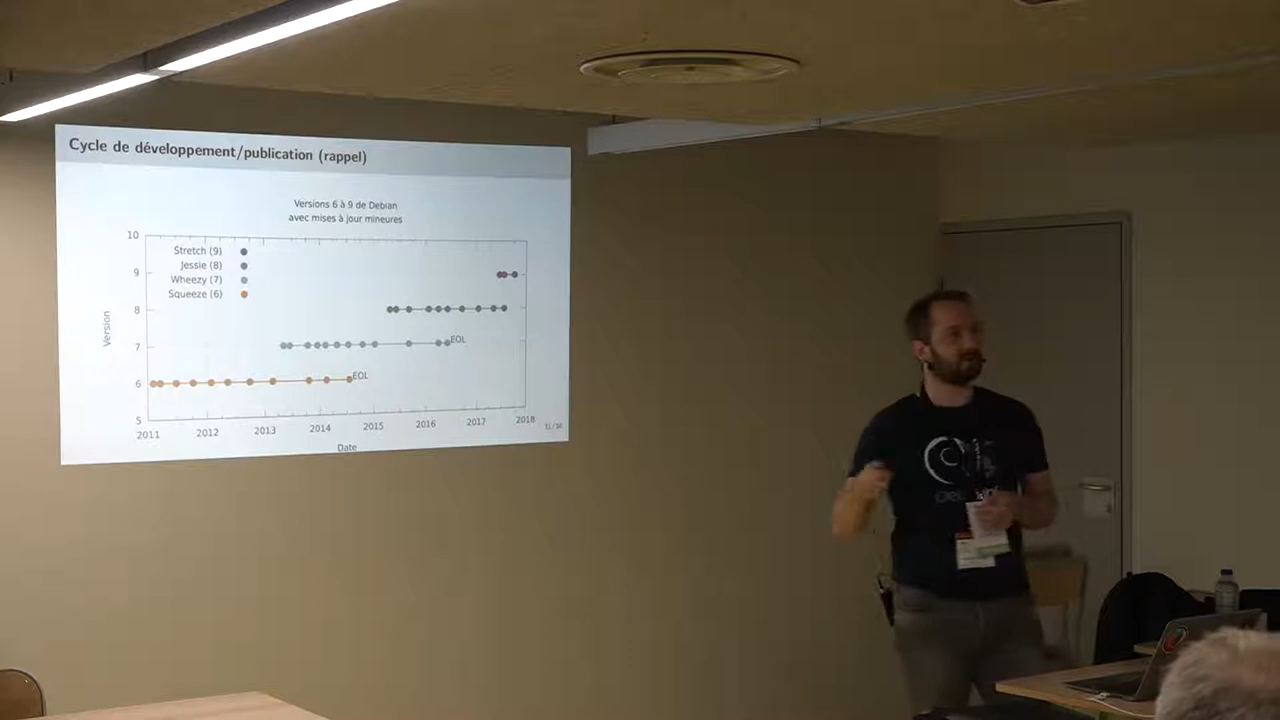 Cycle de développement/publication (rappel)
Versions 6 à 9 de Debian
avec mises à jour mineures
10
9
8
7
6
5
Version
Stretch (9)
Jessie (8)
Wheezy (7)
Squeeze (6)
EOL
EOL
2011 2012 2013 2014 2015 2016 2017 2018
Date